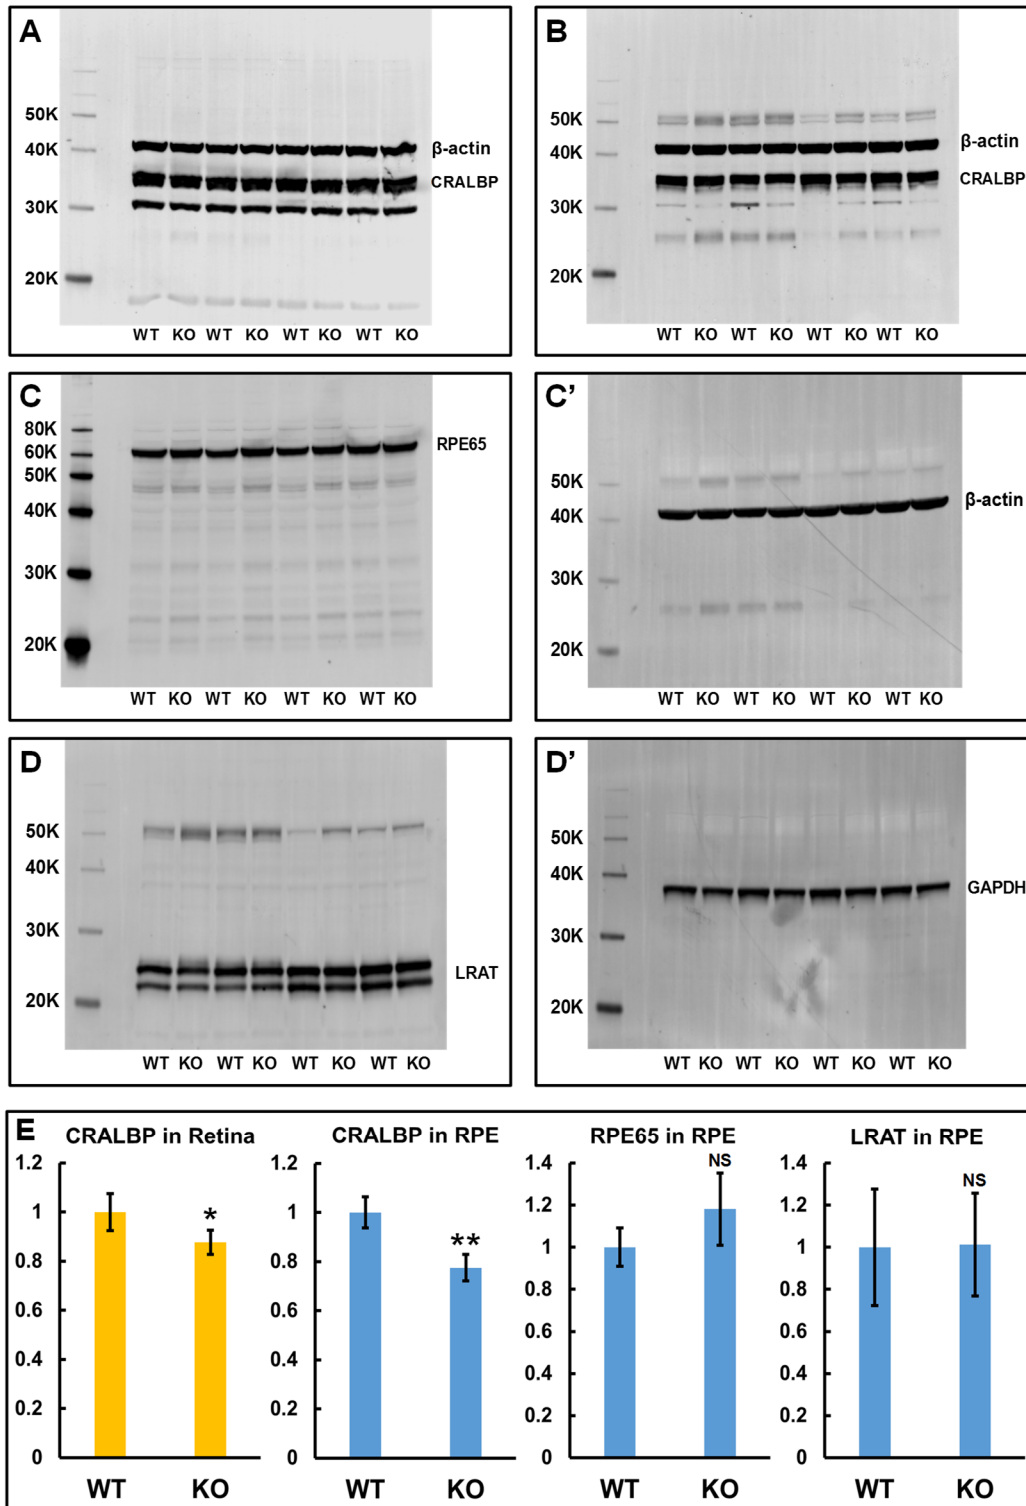 A
50K
40K
30K
20K
β-actin
CRALBP
WT KO WT KO WT KO WT KO
B
50K
40K
30K
20K
β-actin
CRALBP
WT KO WT KO WT KO WT KO
C
80K
60K
50K
40K
30K
20K
RPE65
WT KO WT KO WT KO WT KO
C'
50K
40K
30K
20K
β-actin
WT KO WT KO WT KO WT KO
D
50K
40K
30K
20K
LRAT
WT KO WT KO WT KO WT KO
D'
50K
40K
30K
20K
GAPDH
WT KO WT KO WT KO WT KO
E
CRALBP in Retina
1.2
1
0.8
0.6
0.4
0.2
0
*
WT KO
CRALBP in RPE
1.2
1
0.8
0.6
0.4
0.2
0
**
WT KO
RPE65 in RPE
1.4
1.2
1
0.8
0.6
0.4
0.2
0
NS
WT KO
LRAT in RPE
1.4
1.2
1
0.8
0.6
0.4
0.2
0
NS
WT KO